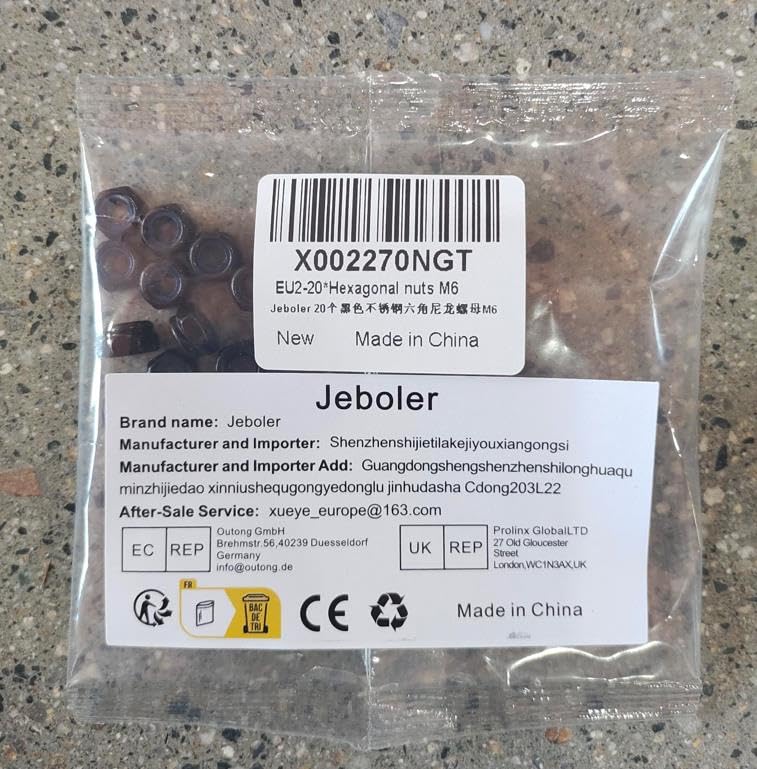 X002270NGT
EU2-20*Hexagonal nuts M6
Jeboler 20个黑色不锈钢六角尼龙螺母M6
New Made in China
Jeboler
Brand name: Jeboler
Manufacturer and Importer: Shenzhenshijietilakejiyouxiangongsi
Manufacturer and Importer Add: Guangdongshengshenzhenshilonghuaqu
minzhijiedao xinniushequgongyedonglu jinhudasha Cdong203L22
After-Sale Service: xueye_europe@163.com
EC REP
Outong GmbH
Brehmstr.56,40239 Duesseldorf
Germany
info@outong.de
UK REP
Prolinx GlobalLTD
27 Old Gloucester
Street
London,WC1N3AX,UK
FR
BAC
DE
TRI
CE
Made in China